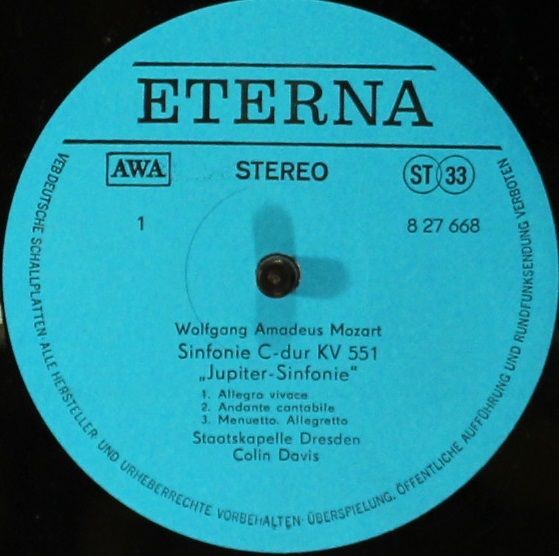 ETERNA
AWA
STEREO
ST 33
1
8 27 668
Wolfgang Amadeus Mozart
Sinfonie C-dur KV 551
„Jupiter-Sinfonie“
1. Allegro vivace
2. Andante cantabile
3. Menuetto. Allegretto
Staatskapelle Dresden
Colin Davis
VEB DEUTSCHE SCHALLPLATTEN · ALLE HERSTELLER- UND URHEBERRECHTE VORBEHALTEN · ÜBERSPIELUNG, ÖFFENTLICHE AUFFÜHRUNG UND RUNDFUNKSENDUNG VERBOTEN